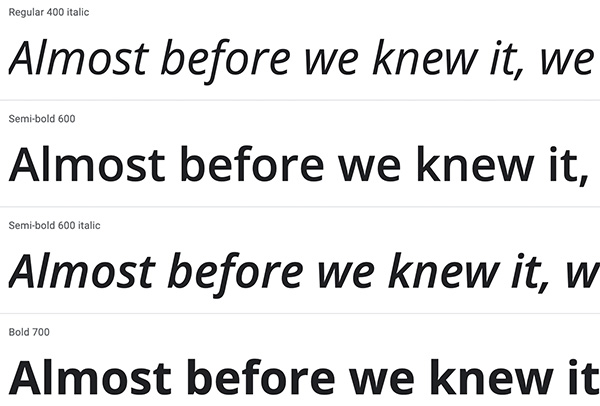 Regular 400 italic
Almost before we knew it, we
Semi-bold 600
Almost before we knew it,
Semi-bold 600 italic
Almost before we knew it, w
Bold 700
Almost before we knew it